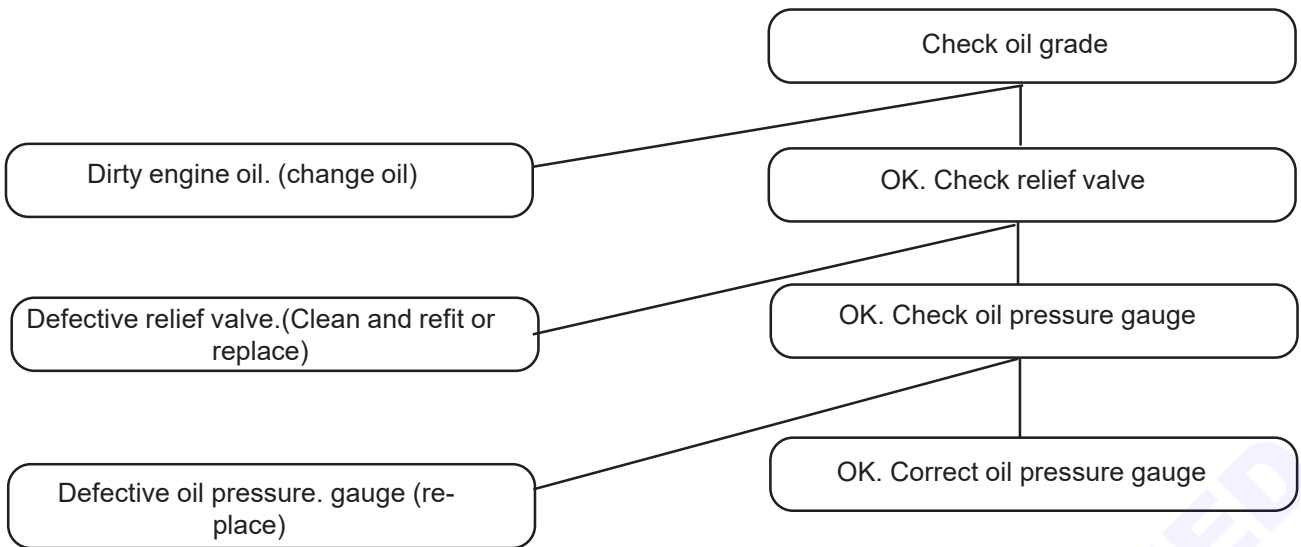 Check oil grade
Dirty engine oil. (change oil)
OK. Check relief valve
Defective relief valve.(Clean and refit or
replace)
OK. Check oil pressure gauge
Defective oil pressure. gauge (re-
place)
OK. Correct oil pressure gauge